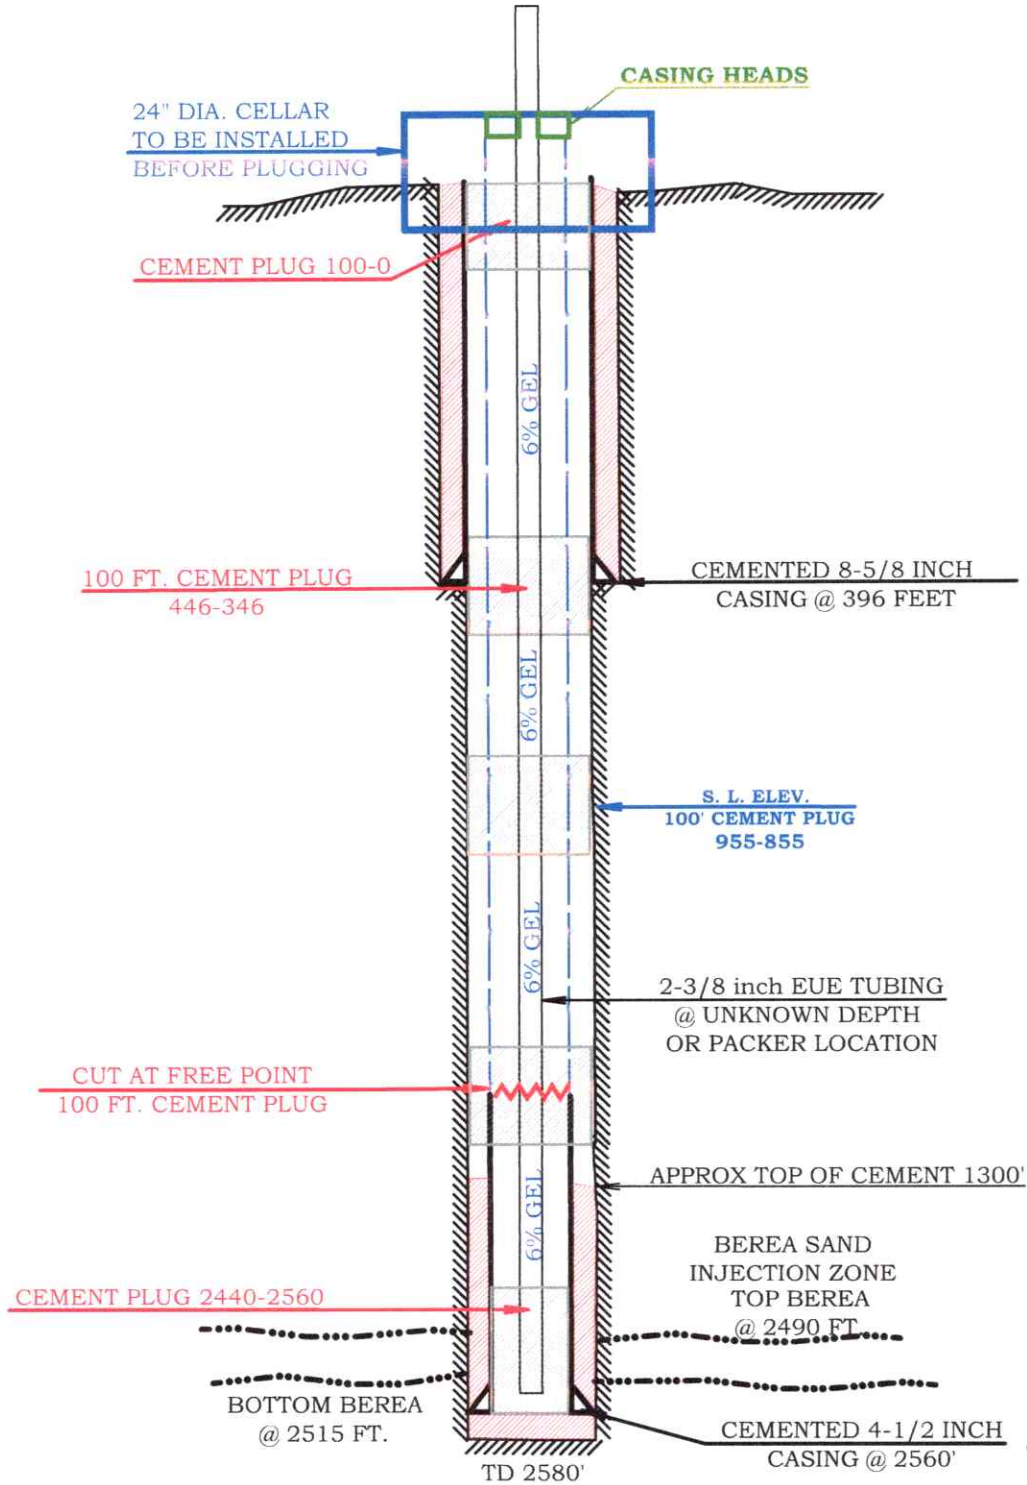 CASING HEADS
24" DIA. CELLAR
TO BE INSTALLED
BEFORE PLUGGING
CEMENT PLUG 100-0
6% GEL
100 FT. CEMENT PLUG
446-346
CEMENTED 8-5/8 INCH
CASING @ 396 FEET
6% GEL
S. L. ELEV.
100' CEMENT PLUG
955-855
6% GEL
2-3/8 inch EUE TUBING
@ UNKNOWN DEPTH
OR PACKER LOCATION
CUT AT FREE POINT
100 FT. CEMENT PLUG
APPROX TOP OF CEMENT 1300'
6% GEL
BEREA SAND
INJECTION ZONE
TOP BEREA
@ 2490 FT.
CEMENT PLUG 2440-2560
BOTTOM BEREA
@ 2515 FT.
CEMENTED 4-1/2 INCH
CASING @ 2560'
TD 2580'